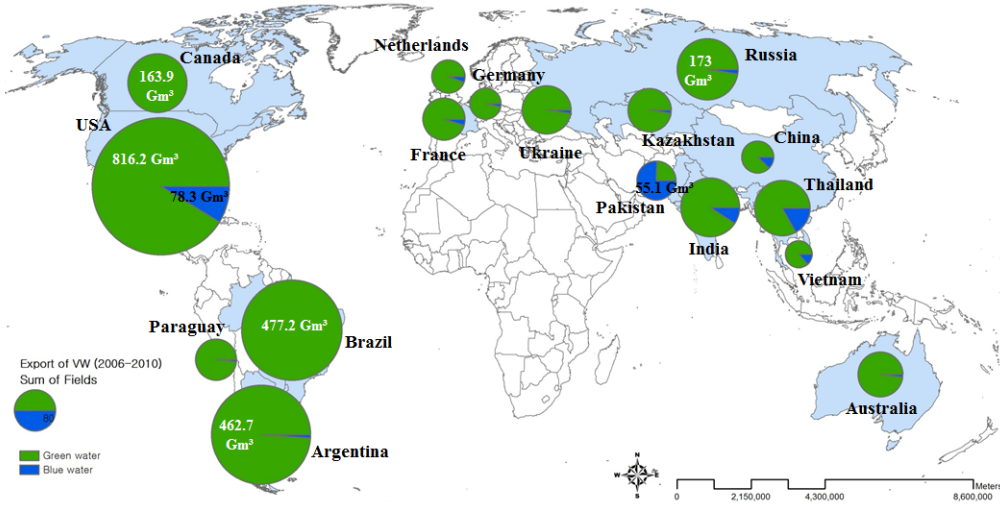 Netherlands
Canada
Russia
163.9
Gm³
173
Gm³
Germany
USA
Kazakhstan
China
France
Ukraine
816.2 Gm³
78.3 Gm³
55.1 Gm³
Thailand
Pakistan
India
Vietnam
Paraguay
477.2 Gm³
Brazil
Export of VW (2006-2010)
Sum of Fields
80
Green water
Blue water
462.7
Gm³
Argentina
Australia
N
W
E
S
Meters
0
2,150,000
4,300,000
8,600,000